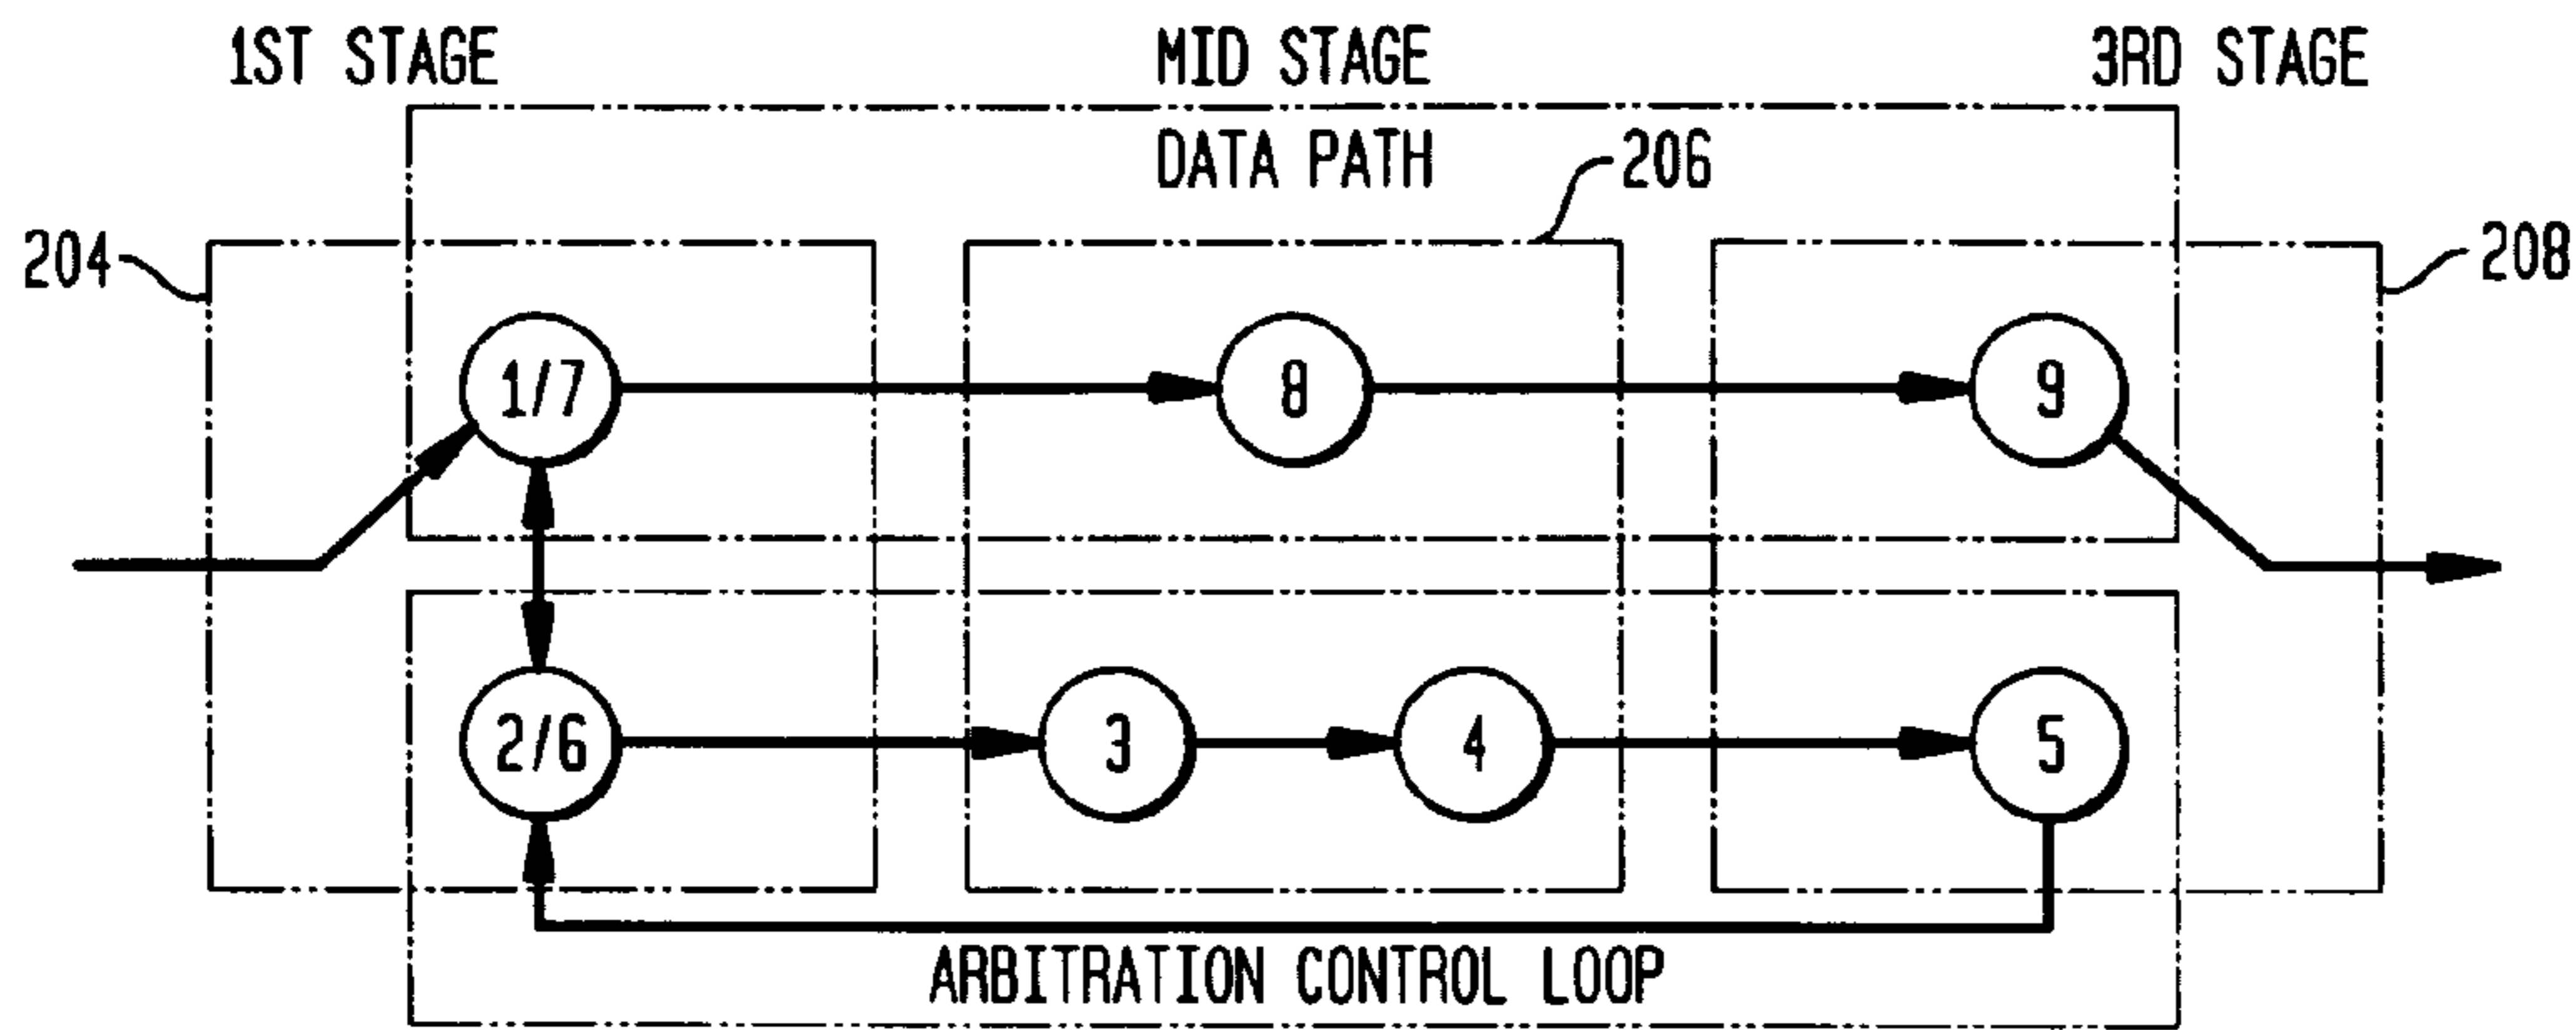 1ST STAGE
MID STAGE
3RD STAGE
DATA PATH
206
204
208
1/7
8
9
2/6
3
4
5
ARBITRATION CONTROL LOOP